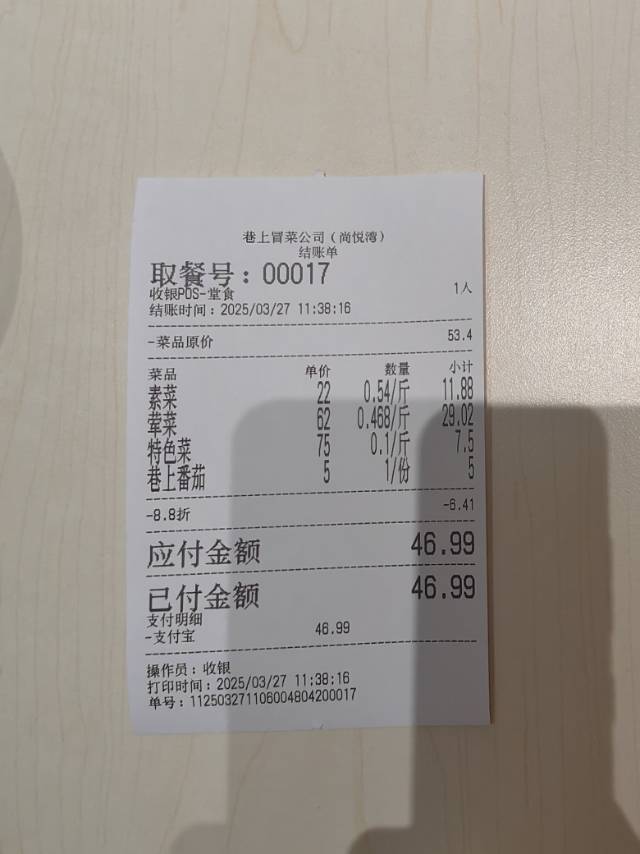 巷上冒菜公司（尚悦湾）
结账单
取餐号：00017
收银POS-堂食 1人
结账时间：2025/03/27 11:38:16
-菜品原价 53.4
菜品 单价 数量 小计
素菜 22 0.54/斤 11.88
荤菜 62 0.468/斤 29.02
特色菜 75 0.1/斤 7.5
巷上番茄 5 1/份 5
-8.8折 -6.41
应付金额 46.99
已付金额 46.99
支付明细
-支付宝 46.99
操作员：收银
打印时间：2025/03/27 11:38:16
单号：112503271106004804200017